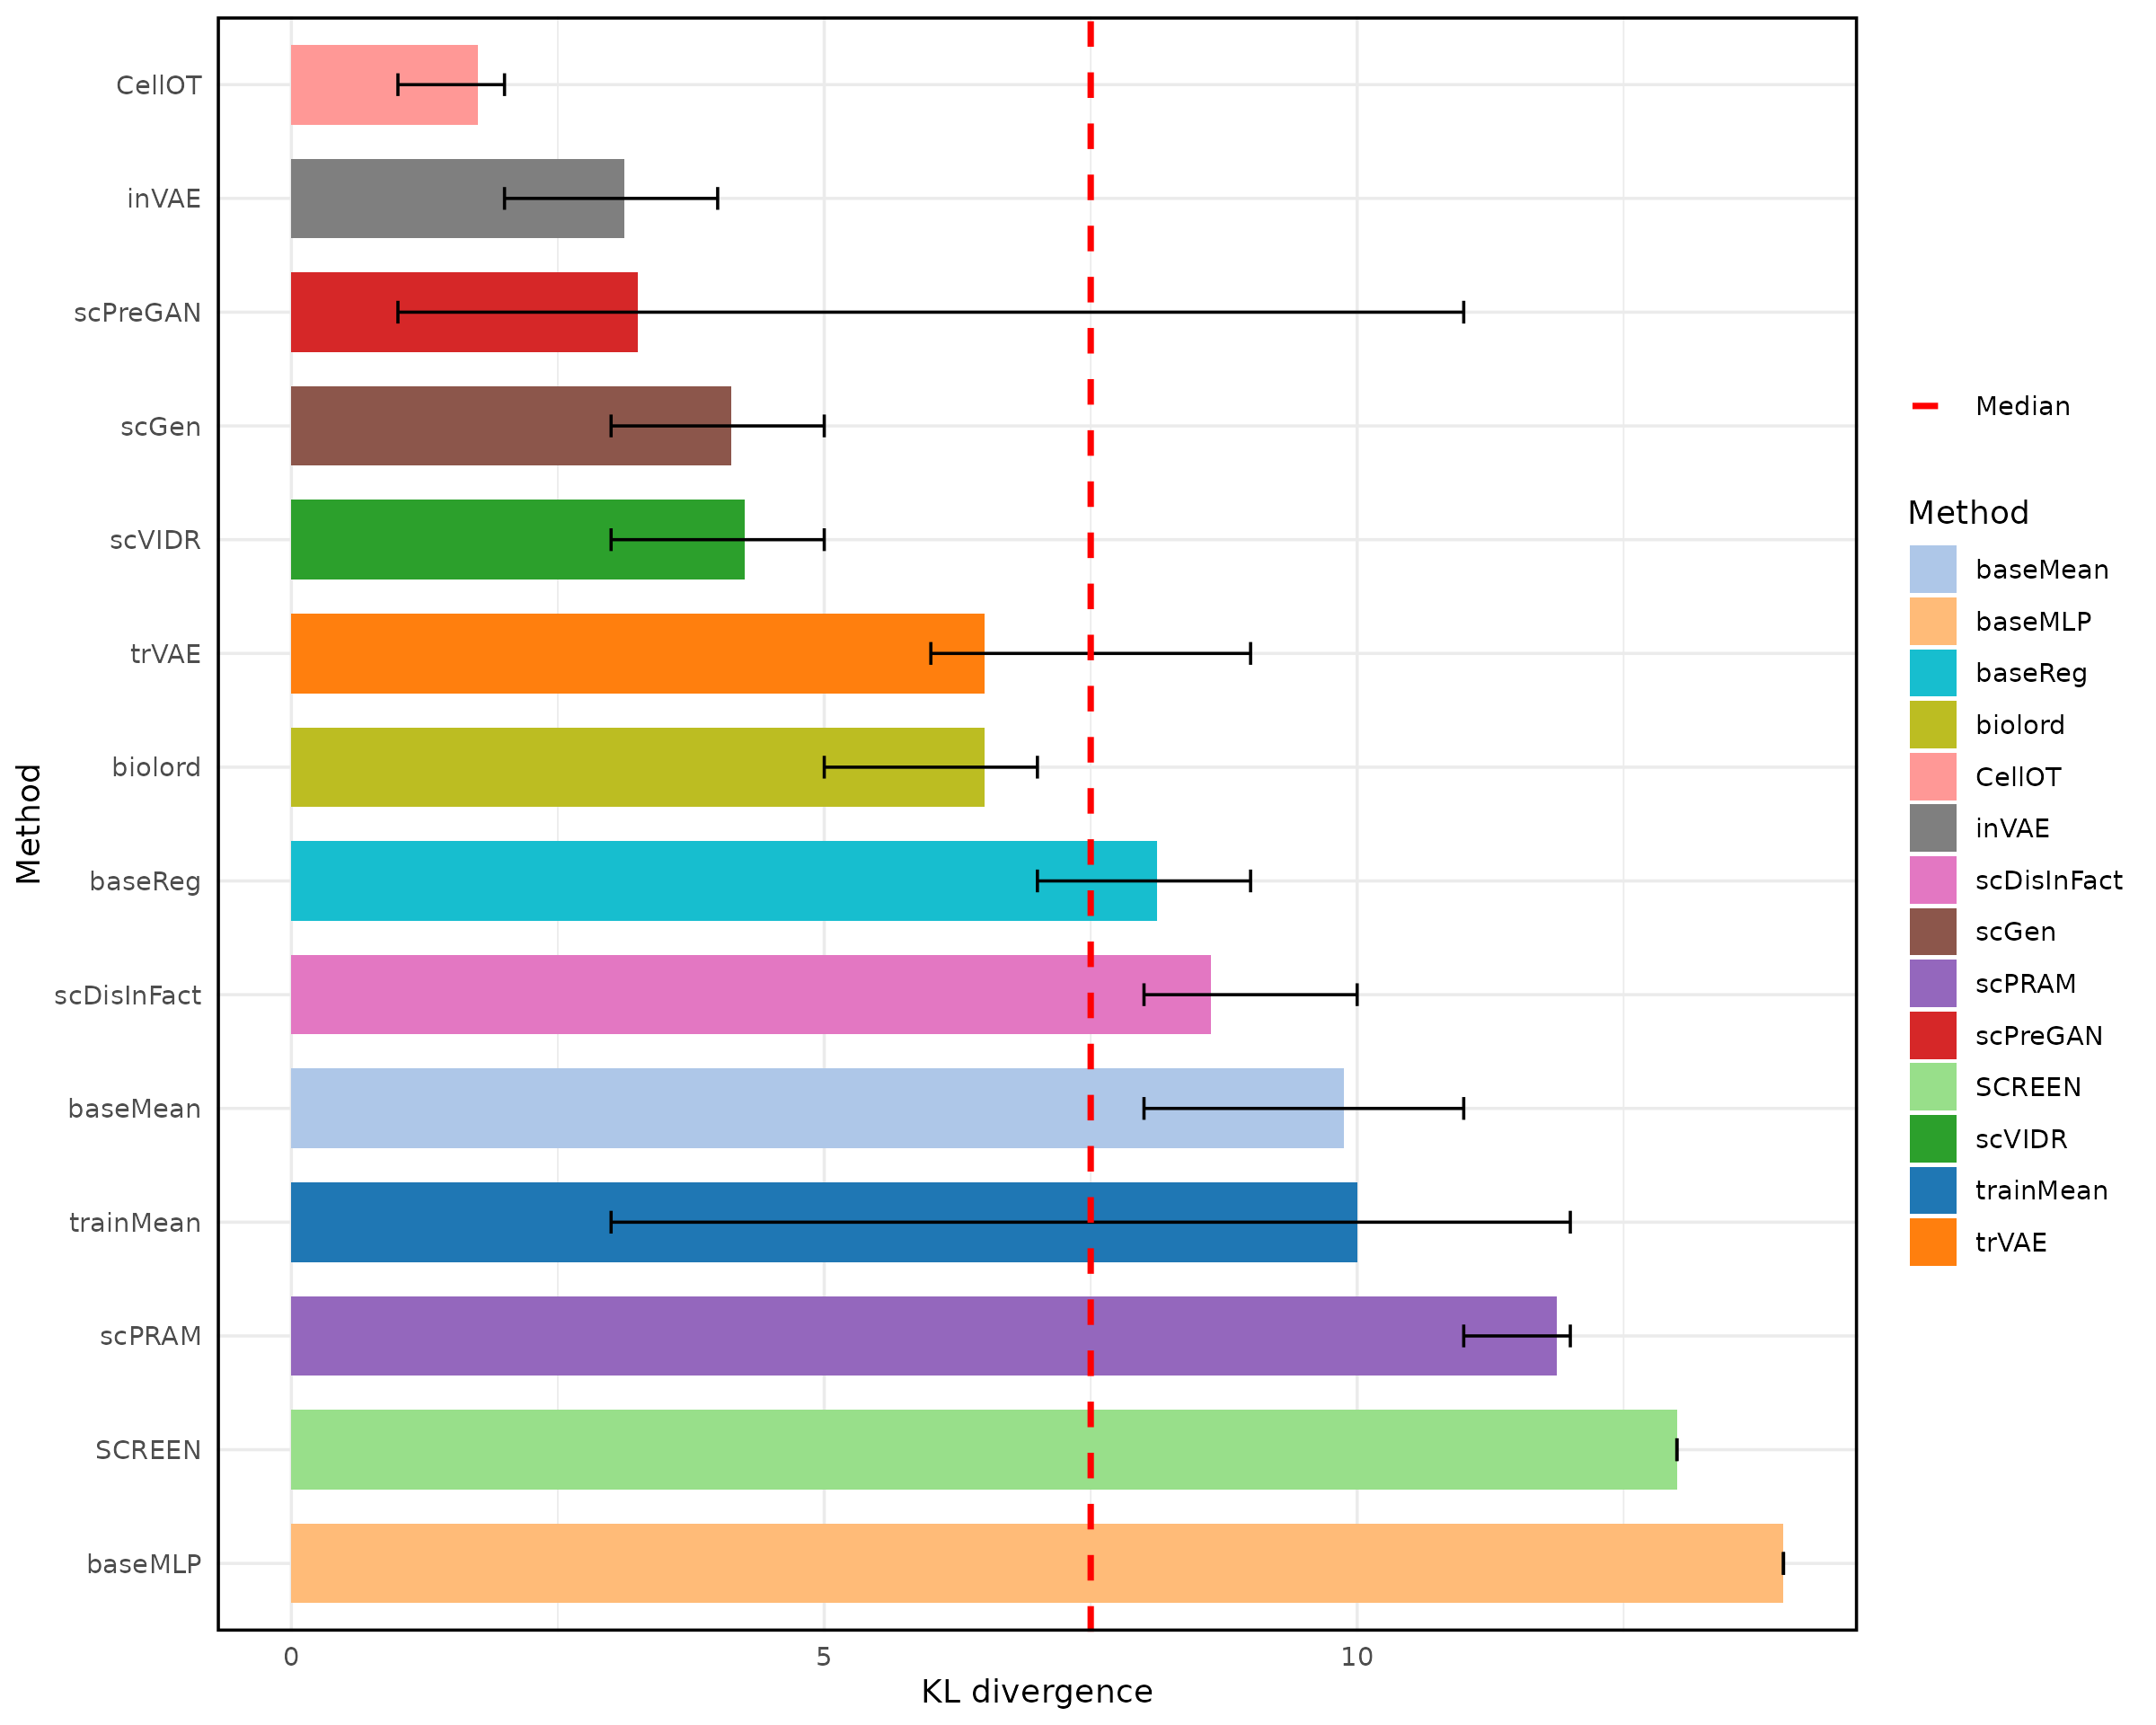 CellOT
inVAE
scPreGAN
scGen
scVIDR
trVAE
biolord
baseReg
scDisInFact
baseMean
trainMean
scPRAM
SCREEN
baseMLP
Method
0 5 10
KL divergence
Median
Method
baseMean
baseMLP
baseReg
biolord
CellOT
inVAE
scDisInFact
scGen
scPRAM
scPreGAN
SCREEN
scVIDR
trainMean
trVAE